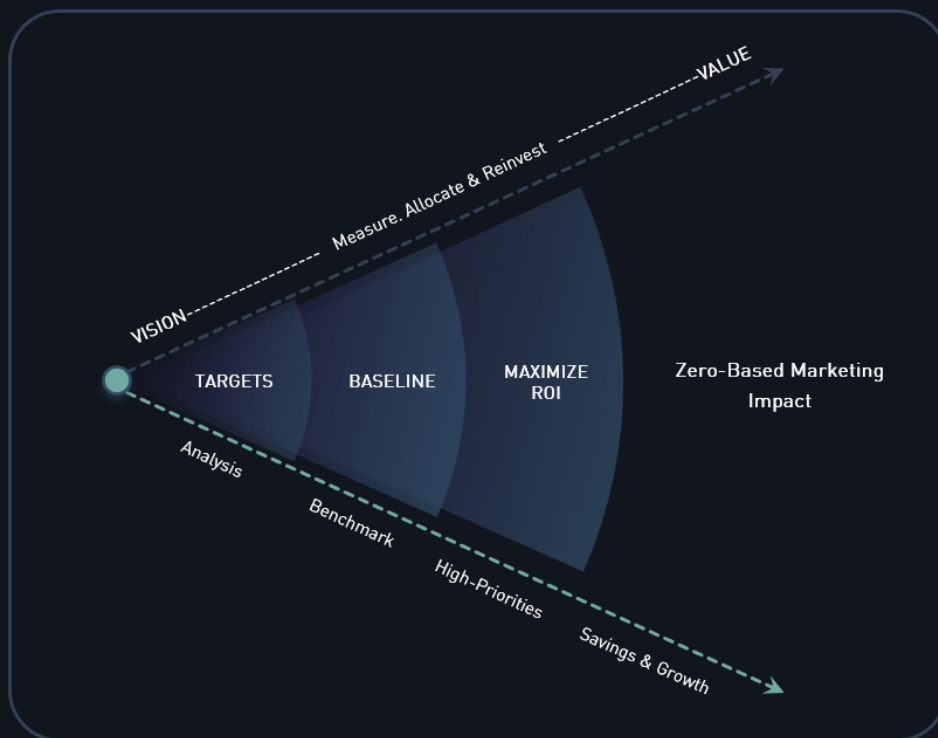 VALUE
Measure. Allocate & Reinvest
VISION
TARGETS
BASELINE
MAXIMIZE
ROI
Zero-Based Marketing
Impact
Analysis
Benchmark
High-Priorities
Savings & Growth